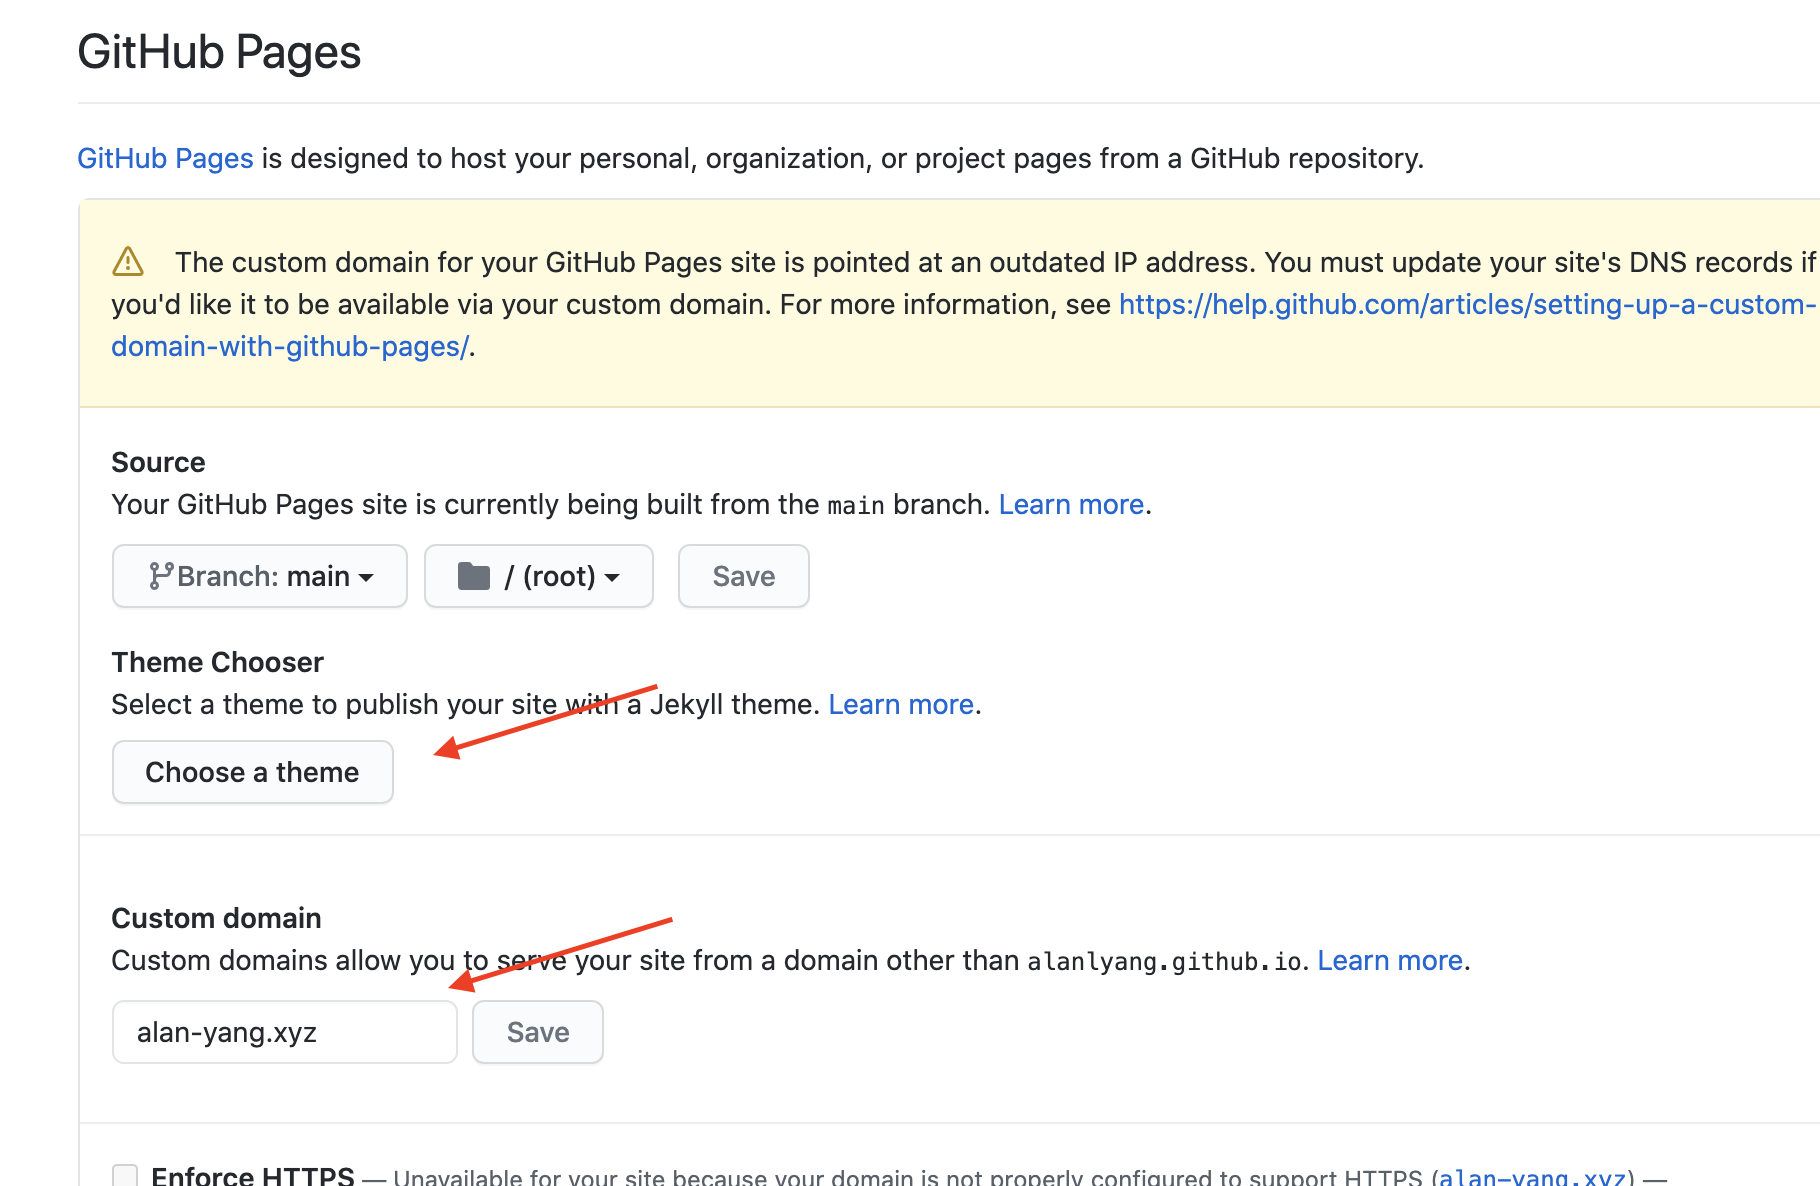 GitHub Pages
GitHub Pages is designed to host your personal, organization, or project pages from a GitHub repository.
The custom domain for your GitHub Pages site is pointed at an outdated IP address. You must update your site's DNS records if
you'd like it to be available via your custom domain. For more information, see https://help.github.com/articles/setting-up-a-custom-
domain-with-github-pages/.
Source
Your GitHub Pages site is currently being built from the main branch. Learn more.
Branch: main / (root) Save
Theme Chooser
Select a theme to publish your site with a Jekyll theme. Learn more.
Choose a theme
Custom domain
Custom domains allow you to serve your site from a domain other than alanlyang.github.io. Learn more.
alan-yang.xyz Save
Enforce HTTPS — Unavailable for your site because your domain is not properly configured to support HTTPS (alan-yang.xyz) —